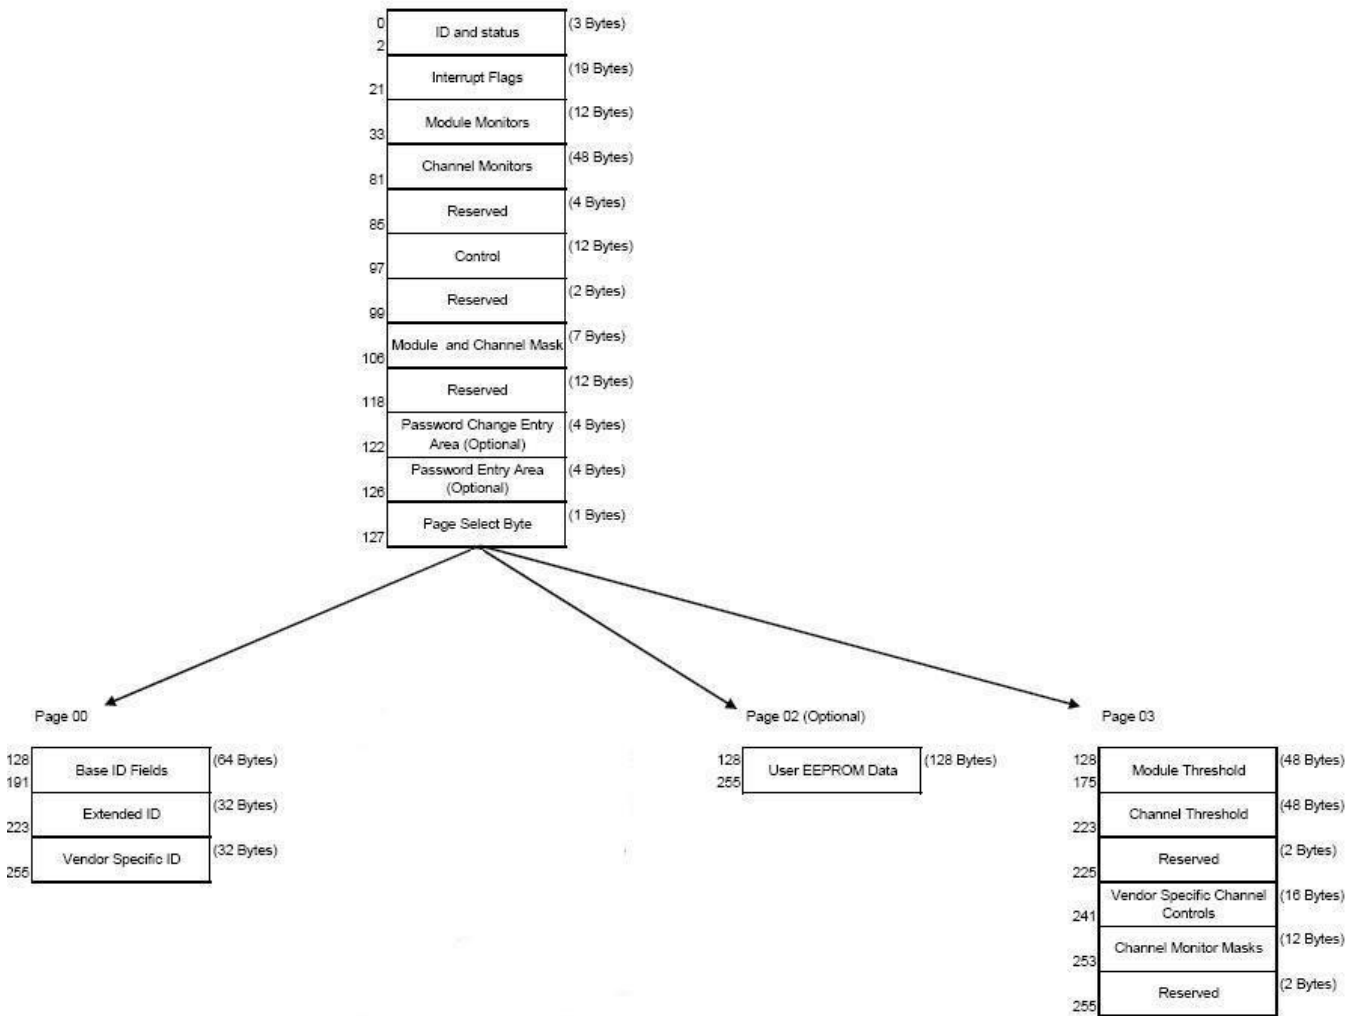 0
ID and status
(3 Bytes)
2
Interrupt Flags
(19 Bytes)
21
Module Monitors
(12 Bytes)
33
Channel Monitors
(48 Bytes)
81
Reserved
(4 Bytes)
85
Control
(12 Bytes)
97
Reserved
(2 Bytes)
99
Module and Channel Mask
(7 Bytes)
106
Reserved
(12 Bytes)
118
Password Change Entry
Area (Optional)
(4 Bytes)
122
Password Entry Area
(Optional)
(4 Bytes)
126
Page Select Byte
(1 Bytes)
127
Page 00
128
Base ID Fields
(64 Bytes)
191
Extended ID
(32 Bytes)
223
Vendor Specific ID
(32 Bytes)
255
Page 02 (Optional)
128
User EEPROM Data
(128 Bytes)
255
Page 03
128
Module Threshold
(48 Bytes)
175
Channel Threshold
(48 Bytes)
223
Reserved
(2 Bytes)
225
Vendor Specific Channel
Controls
(16 Bytes)
241
Channel Monitor Masks
(12 Bytes)
253
Reserved
(2 Bytes)
255